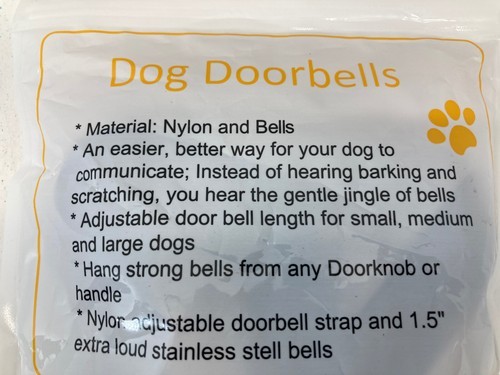 Dog Doorbells
* Material: Nylon and Bells
* An easier, better way for your dog to
communicate; Instead of hearing barking and
scratching, you hear the gentle jingle of bells
* Adjustable door bell length for small, medium
and large dogs
* Hang strong bells from any Doorknob or
handle
* Nylon adjustable doorbell strap and 1.5"
extra loud stainless stell bells